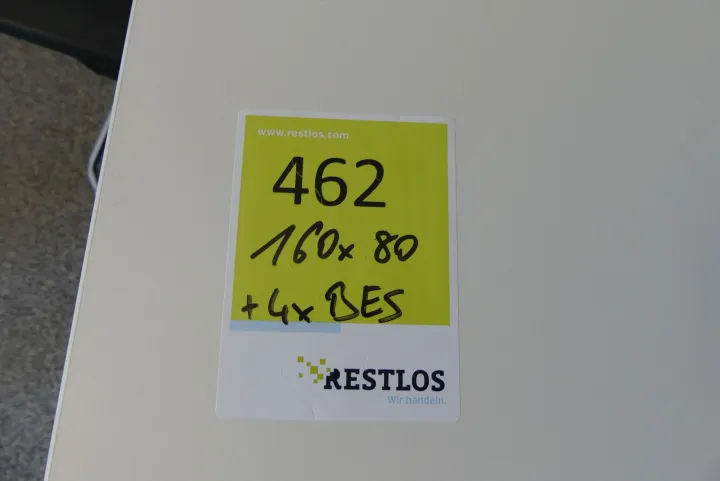 www.restlos.com
462
160x 80
+4x BES
RESTLOS
Wir handeln.